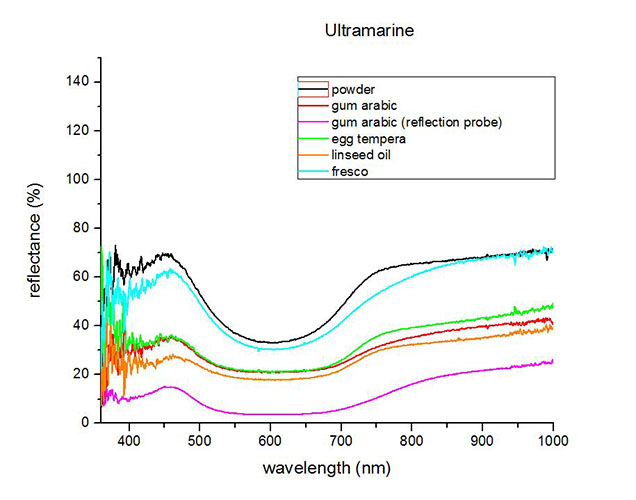 Ultramarine
powder
gum arabic
gum arabic (reflection probe)
egg tempera
linseed oil
fresco
reflectance (%)
140
120
100
80
60
40
20
0
400 500 600 700 800 900 1000
wavelength (nm)